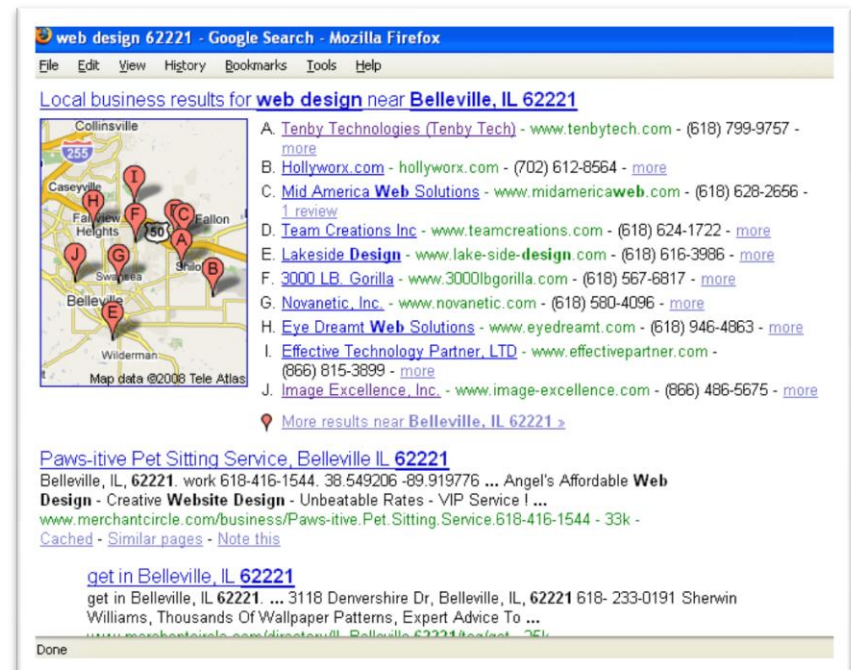 web design 62221 - Google Search - Mozilla Firefox
File Edit View History Bookmarks Tools Help
Local business results for web design near Belleville, IL 62221
Collinsville
255
Caseyville
I
H
Fairview
Heights
F
50
C
Fallon
A
J
G
Swansea
Shiloh
B
Belleville
E
Wilderman
Map data ©2008 Tele Atlas
A. Tenby Technologies (Tenby Tech) - www.tenbytech.com - (618) 799-9757 -
more
B. Hollyworx.com - hollyworx.com - (702) 612-8564 - more
C. Mid America Web Solutions - www.midamericaweb.com - (618) 628-2656 -
1 review
D. Team Creations Inc - www.teamcreations.com - (618) 624-1722 - more
E. Lakeside Design - www.lake-side-design.com - (618) 616-3986 - more
F. 3000 LB. Gorilla - www.3000lbgorilla.com - (618) 567-6817 - more
G. Novanetic, Inc. - www.novanetic.com - (618) 580-4096 - more
H. Eye Dreamt Web Solutions - www.eyedreamt.com - (618) 946-4863 - more
I. Effective Technology Partner, LTD - www.effectivepartner.com -
(866) 815-3899 - more
J. Image Excellence, Inc. - www.image-excellence.com - (866) 486-5675 - more
More results near Belleville, IL 62221 »
Paws-itive Pet Sitting Service, Belleville IL 62221
Belleville, IL, 62221. work 618-416-1544. 38.549206 -89.919776 ... Angel's Affordable Web
Design - Creative Website Design - Unbeatable Rates - VIP Service ! ...
www.merchantcircle.com/business/Paws-itive.Pet.Sitting.Service.618-416-1544 - 33k -
Cached - Similar pages - Note this
get in Belleville, IL 62221
get in Belleville, IL 62221. ... 3118 Denvershire Dr, Belleville, IL, 62221 618- 233-0191 Sherwin
Williams, Thousands Of Wallpaper Patterns, Expert Advice To ...
www.merchantcircle.com/directory/IL-Belleville-62221/tag/get - 25k -
Done